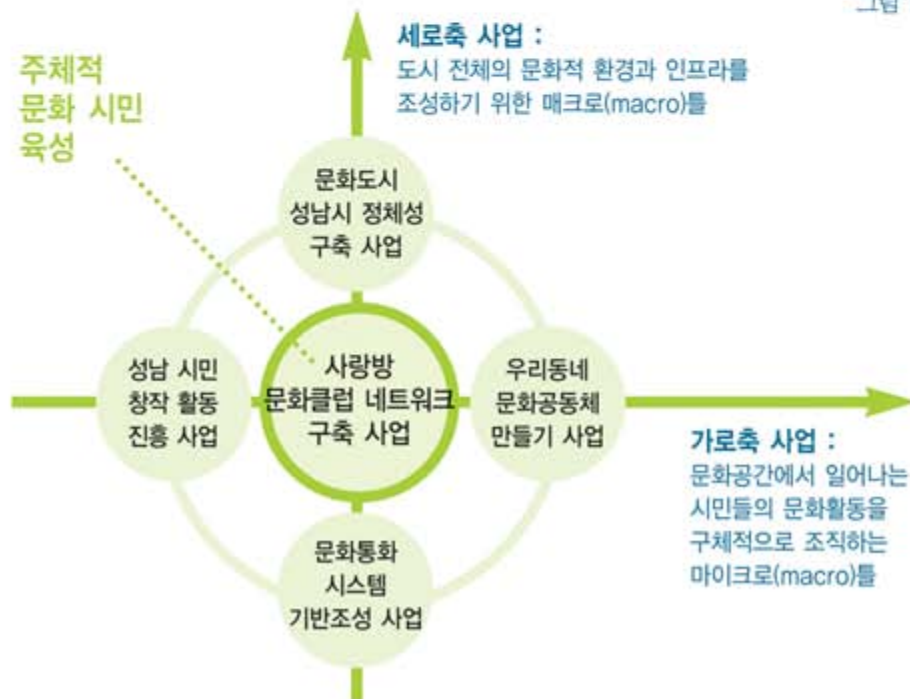 그림
세로축 사업 :
도시 전체의 문화적 환경과 인프라를
조성하기 위한 매크로(macro)틀
주체적
문화 시민
육성
문화도시
성남시 정체성
구축 사업
성남 시민
창작 활동
진흥 사업
사랑방
문화클럽 네트워크
구축 사업
우리동네
문화공동체
만들기 사업
가로축 사업 :
문화공간에서 일어나는
시민들의 문화활동을
구체적으로 조직하는
마이크로(macro)틀
문화통화
시스템
기반조성 사업